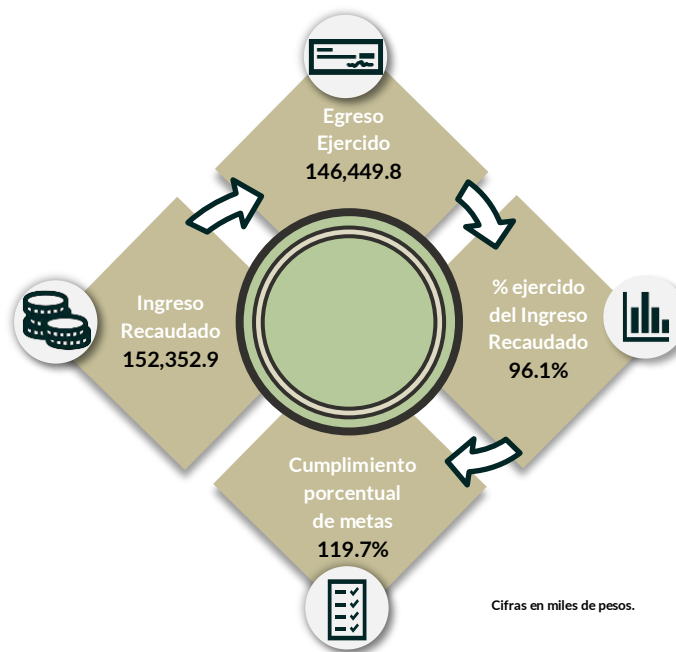 Egreso
Ejercido
146,449.8
Ingreso
Recaudado
152,352.9
% ejercido
del Ingreso
Recaudado
96.1%
Cumplimiento
porcentual
de metas
119.7%
Cifras en miles de pesos.